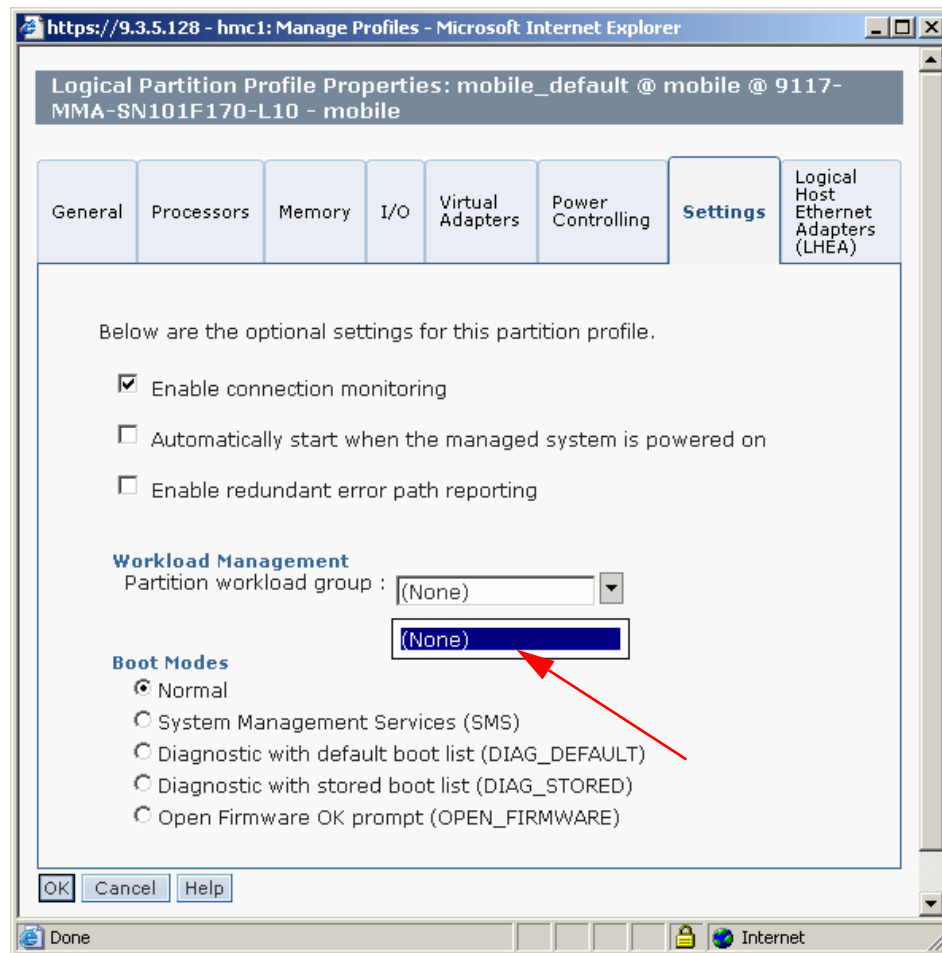 https://9.3.5.128 - hmc1: Manage Profiles - Microsoft Internet Explorer
Logical Partition Profile Properties: mobile_default @ mobile @ 9117-
MMA-SN101F170-L10 - mobile
General
Processors
Memory
I/O
Virtual
Adapters
Power
Controlling
Settings
Logical
Host
Ethernet
Adapters
(LHEA)
Below are the optional settings for this partition profile.
Enable connection monitoring
Automatically start when the managed system is powered on
Enable redundant error path reporting
Workload Management
Partition workload group : (None)
(None)
Boot Modes
Normal
System Management Services (SMS)
Diagnostic with default boot list (DIAG_DEFAULT)
Diagnostic with stored boot list (DIAG_STORED)
Open Firmware OK prompt (OPEN_FIRMWARE)
OK Cancel Help
Done Internet